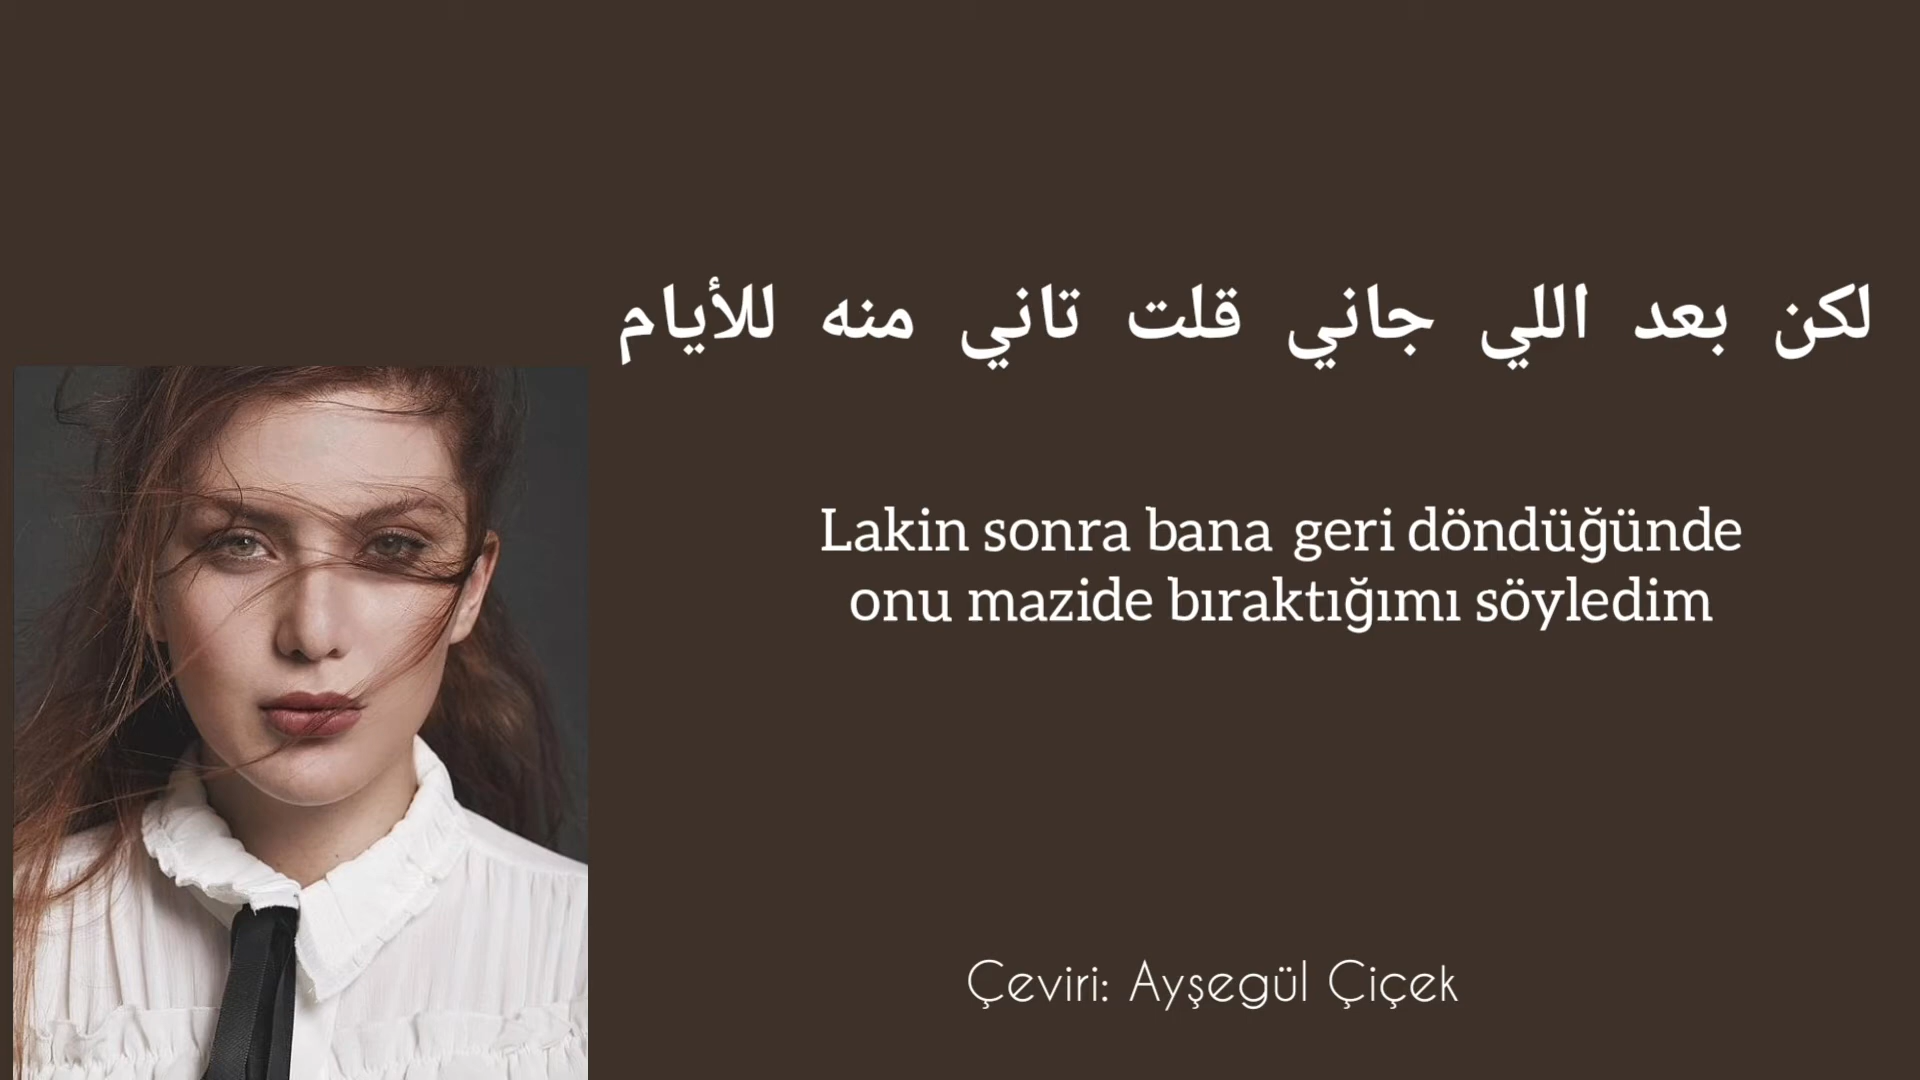 لكن بعد اللي جاني قلت تاني منه للأيام
Lakin sonra bana geri döndüğünde
onu mazide bıraktığımı söyledim
Çeviri: Ayşegül Çiçek